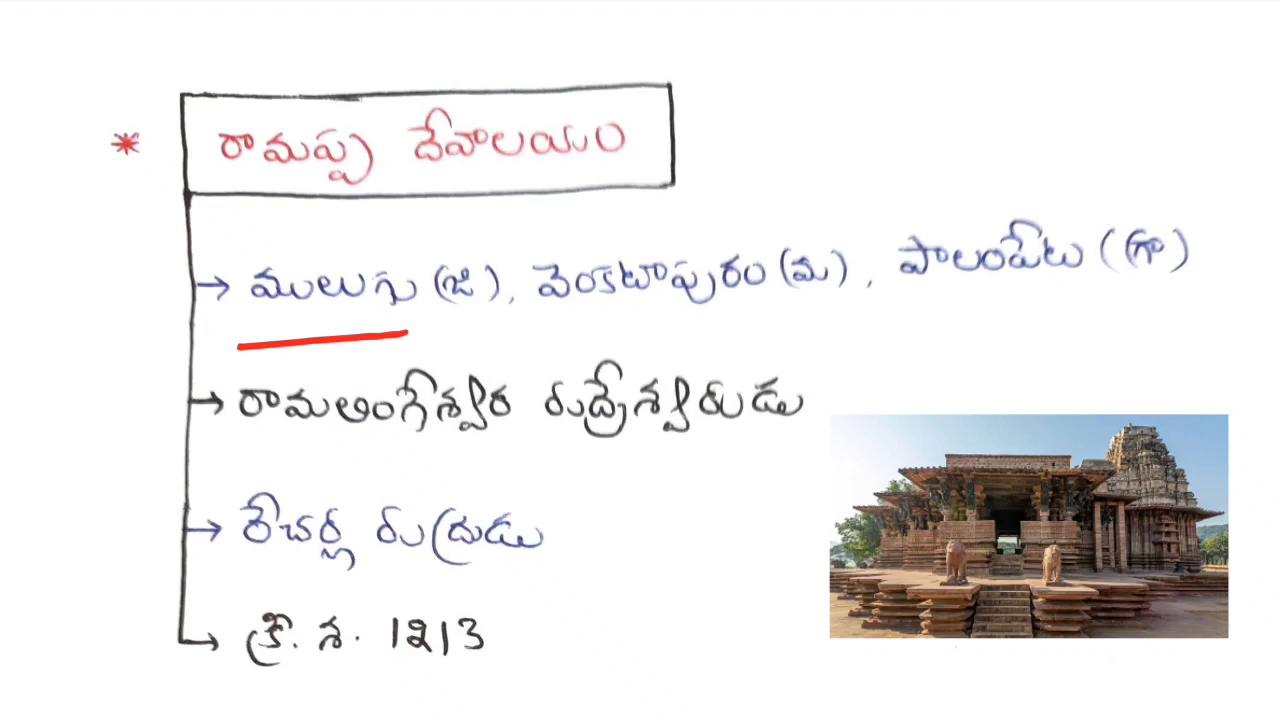 * రామప్ప దేవాలయం
→ ములుగు (జి), వెంకటాపురం (మ), పాలంపేట (గ్రా)
→ రామలింగేశ్వర రుద్రేశ్వరుడు
→ రేచర్ల రుద్రుడు
→ క్రీ. శ. 1213